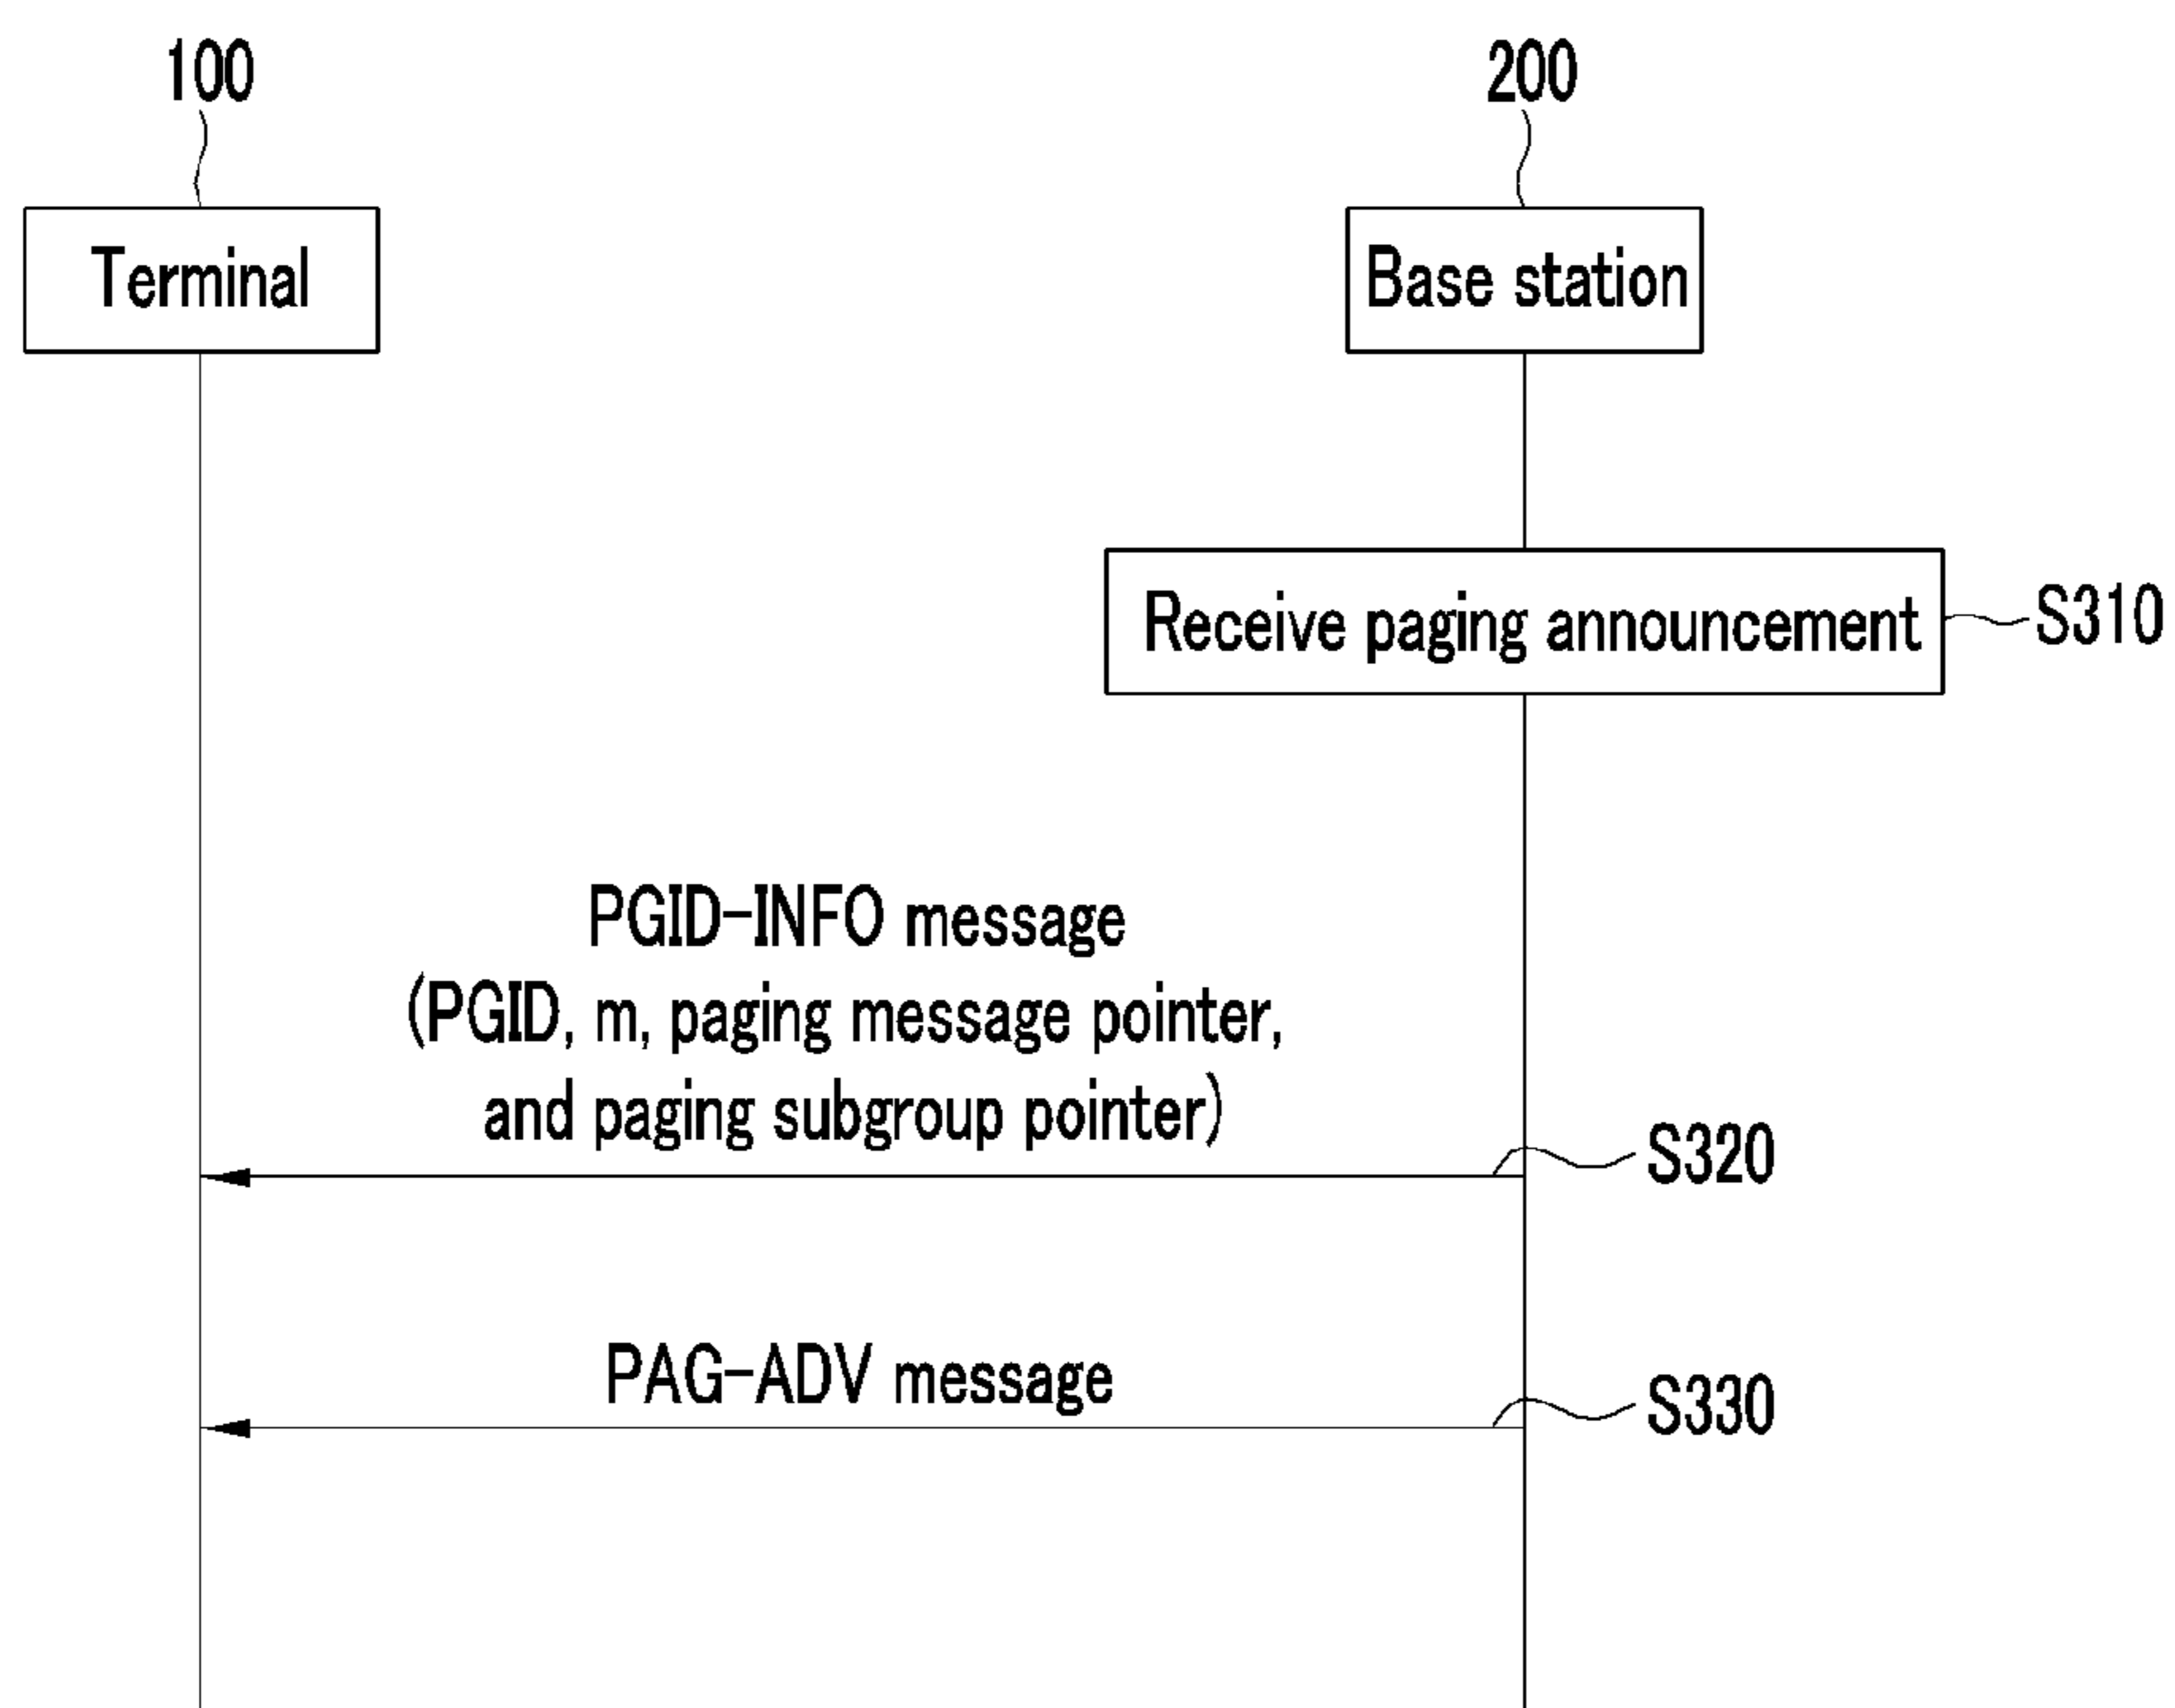 100
200
Terminal
Base station
Receive paging announcement
S310
PGID-INFO message
(PGID, m, paging message pointer,
and paging subgroup pointer)
S320
PAG-ADV message
S330